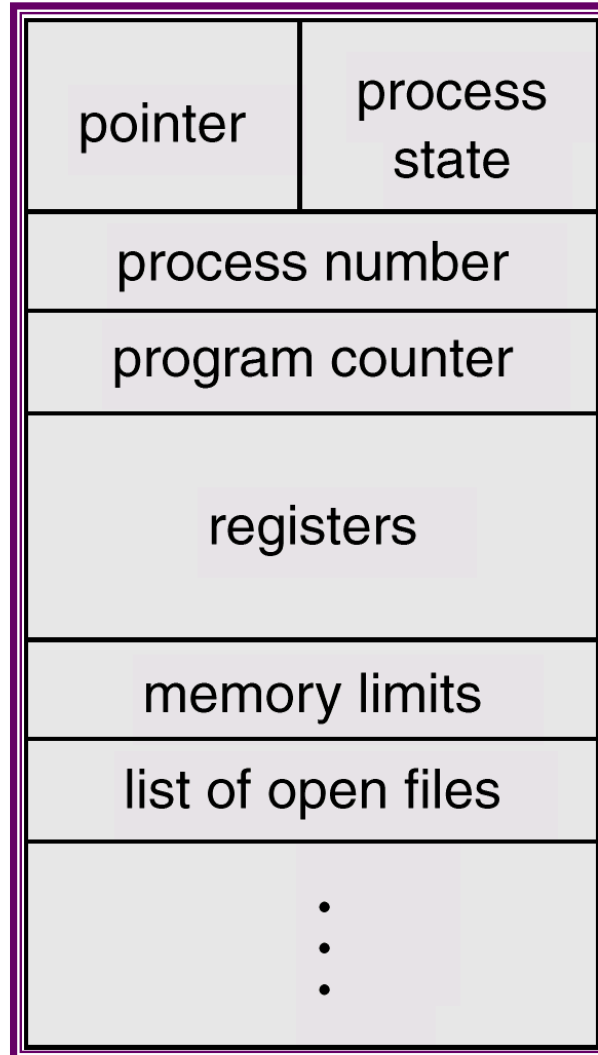 pointer
process
state
process number
program counter
registers
memory limits
list of open files